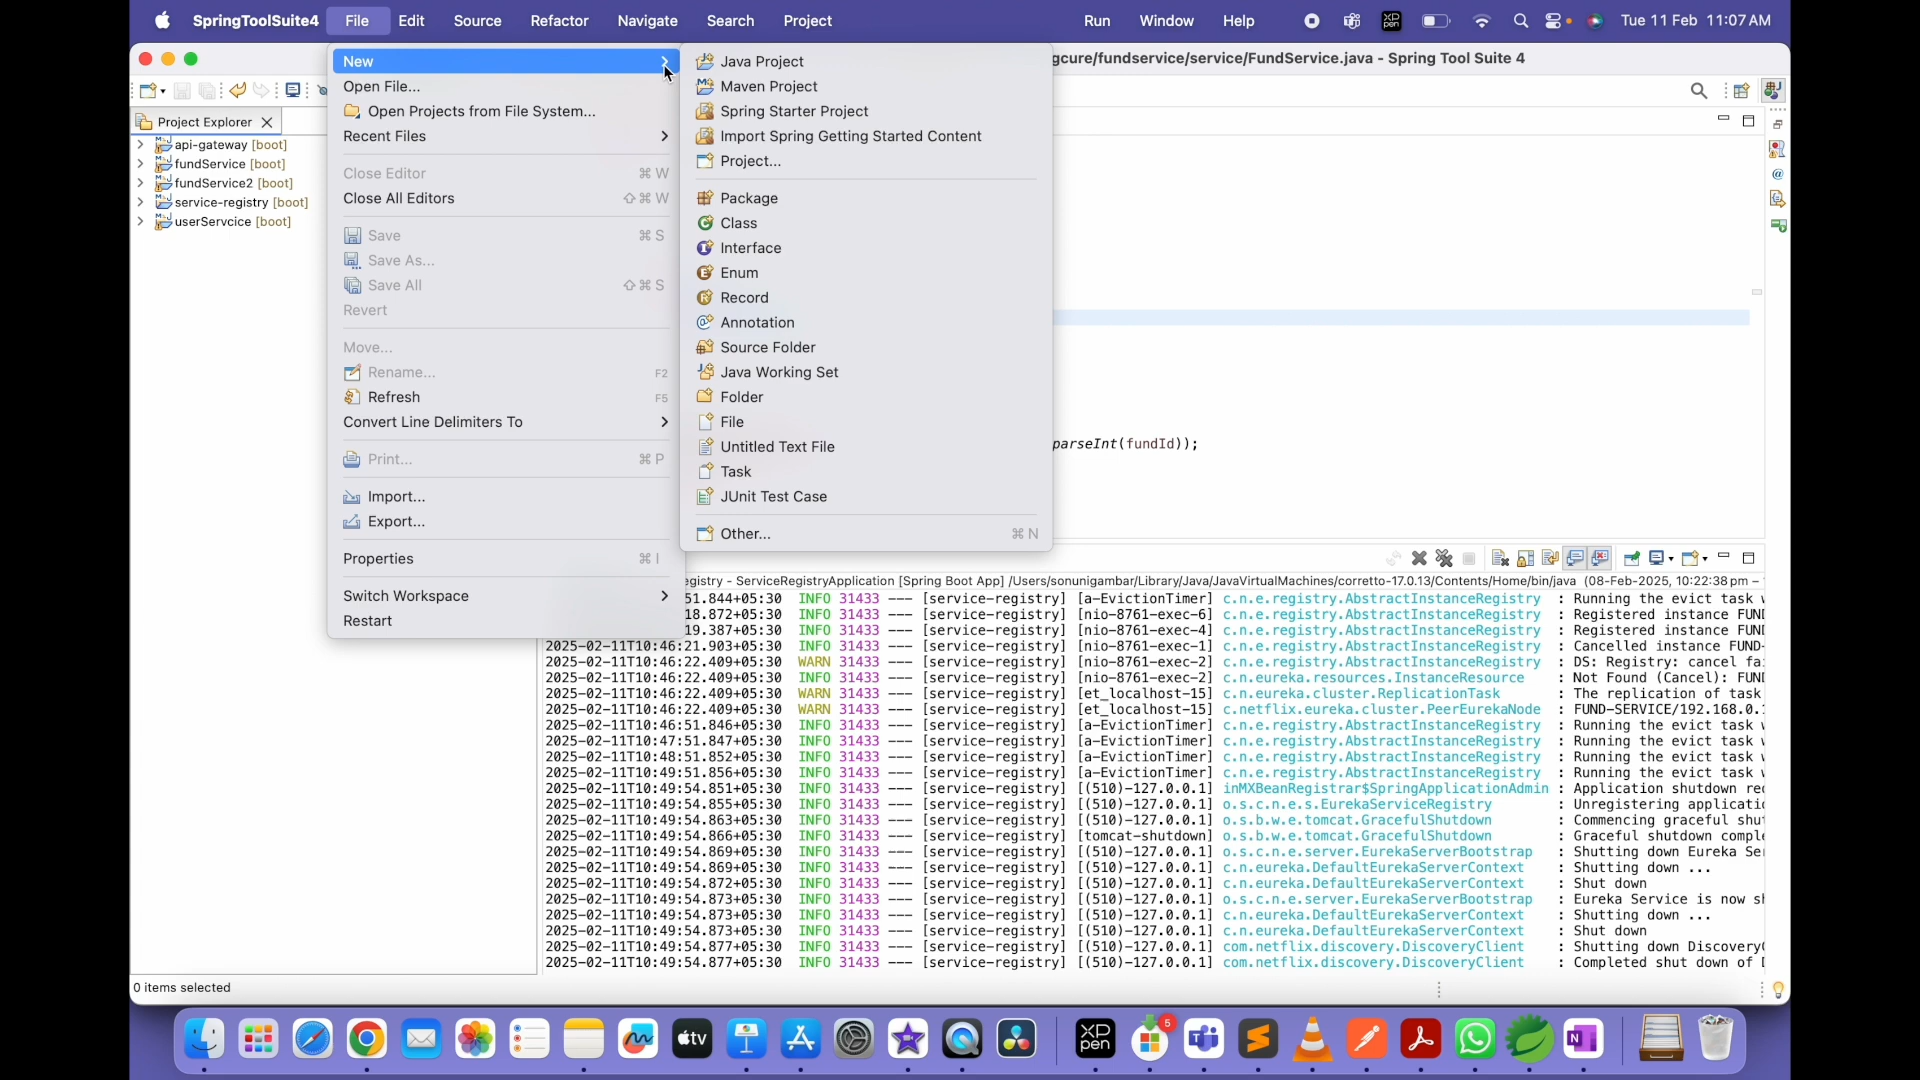 SpringToolSuite4 File Edit Source Refactor Navigate Search Project Run Window Help Tue 11 Feb 11:07 AM
gcure/fundservice/service/FundService.java - Spring Tool Suite 4
Project Explorer
api-gateway [boot]
fundService [boot]
fundService2 [boot]
service-registry [boot]
userServcice [boot]
New
Open File...
Open Projects from File System...
Recent Files
Close Editor ⌘ W
Close All Editors ⇧ ⌘ W
Save ⌘ S
Save As...
Save All ⇧ ⌘ S
Revert
Move...
Rename... F2
Refresh F5
Convert Line Delimiters To
Print... ⌘ P
Import...
Export...
Properties ⌘ I
Switch Workspace
Restart
Java Project
Maven Project
Spring Starter Project
Import Spring Getting Started Content
Project...
Package
Class
Interface
Enum
Record
Annotation
Source Folder
Java Working Set
Folder
File
Untitled Text File
Task
JUnit Test Case
Other... ⌘ N
parseInt(fundId));
egistry - ServiceRegistryApplication [Spring Boot App] /Users/sonunigambar/Library/Java/JavaVirtualMachines/corretto-17.0.13/Contents/Home/bin/java (08-Feb-2025, 10:22:38 pm –
51.844+05:30 INFO 31433 --- [service-registry] [a-EvictionTimer] c.n.e.registry.AbstractInstanceRegistry : Running the evict task
18.872+05:30 INFO 31433 --- [service-registry] [nio-8761-exec-6] c.n.e.registry.AbstractInstanceRegistry : Registered instance FUN
19.387+05:30 INFO 31433 --- [service-registry] [nio-8761-exec-4] c.n.e.registry.AbstractInstanceRegistry : Registered instance FUN
2025-02-11T10:46:21.903+05:30 INFO 31433 --- [service-registry] [nio-8761-exec-1] c.n.e.registry.AbstractInstanceRegistry : Cancelled instance FUND-
2025-02-11T10:46:22.409+05:30 WARN 31433 --- [service-registry] [nio-8761-exec-2] c.n.e.registry.AbstractInstanceRegistry : DS: Registry: cancel fa
2025-02-11T10:46:22.409+05:30 INFO 31433 --- [service-registry] [nio-8761-exec-2] c.n.eureka.resources.InstanceResource : Not Found (Cancel): FUN
2025-02-11T10:46:22.409+05:30 WARN 31433 --- [service-registry] [et_localhost-15] c.n.eureka.cluster.ReplicationTask : The replication of task
2025-02-11T10:46:22.409+05:30 WARN 31433 --- [service-registry] [et_localhost-15] c.netflix.eureka.cluster.PeerEurekaNode : FUND-SERVICE/192.168.0.
2025-02-11T10:46:51.846+05:30 INFO 31433 --- [service-registry] [a-EvictionTimer] c.n.e.registry.AbstractInstanceRegistry : Running the evict task
2025-02-11T10:47:51.847+05:30 INFO 31433 --- [service-registry] [a-EvictionTimer] c.n.e.registry.AbstractInstanceRegistry : Running the evict task
2025-02-11T10:48:51.852+05:30 INFO 31433 --- [service-registry] [a-EvictionTimer] c.n.e.registry.AbstractInstanceRegistry : Running the evict task
2025-02-11T10:49:51.856+05:30 INFO 31433 --- [service-registry] [a-EvictionTimer] c.n.e.registry.AbstractInstanceRegistry : Running the evict task
2025-02-11T10:49:54.851+05:30 INFO 31433 --- [service-registry] [(510)-127.0.0.1] inMXBeanRegistrar$SpringApplicationAdmin : Application shutdown re
2025-02-11T10:49:54.855+05:30 INFO 31433 --- [service-registry] [(510)-127.0.0.1] o.s.c.n.e.s.EurekaServiceRegistry : Unregistering applicati
2025-02-11T10:49:54.863+05:30 INFO 31433 --- [service-registry] [(510)-127.0.0.1] o.s.b.w.e.tomcat.GracefulShutdown : Commencing graceful shu
2025-02-11T10:49:54.866+05:30 INFO 31433 --- [service-registry] [tomcat-shutdown] o.s.b.w.e.tomcat.GracefulShutdown : Graceful shutdown compl
2025-02-11T10:49:54.869+05:30 INFO 31433 --- [service-registry] [(510)-127.0.0.1] o.s.c.n.e.server.EurekaServerBootstrap : Shutting down Eureka Se
2025-02-11T10:49:54.869+05:30 INFO 31433 --- [service-registry] [(510)-127.0.0.1] c.n.eureka.DefaultEurekaServerContext : Shutting down ...
2025-02-11T10:49:54.872+05:30 INFO 31433 --- [service-registry] [(510)-127.0.0.1] c.n.eureka.DefaultEurekaServerContext : Shut down
2025-02-11T10:49:54.873+05:30 INFO 31433 --- [service-registry] [(510)-127.0.0.1] o.s.c.n.e.server.EurekaServerBootstrap : Eureka Service is now s
2025-02-11T10:49:54.873+05:30 INFO 31433 --- [service-registry] [(510)-127.0.0.1] c.n.eureka.DefaultEurekaServerContext : Shutting down ...
2025-02-11T10:49:54.873+05:30 INFO 31433 --- [service-registry] [(510)-127.0.0.1] c.n.eureka.DefaultEurekaServerContext : Shut down
2025-02-11T10:49:54.877+05:30 INFO 31433 --- [service-registry] [(510)-127.0.0.1] com.netflix.discovery.DiscoveryClient : Shutting down Discovery
2025-02-11T10:49:54.877+05:30 INFO 31433 --- [service-registry] [(510)-127.0.0.1] com.netflix.discovery.DiscoveryClient : Completed shut down of
0 items selected